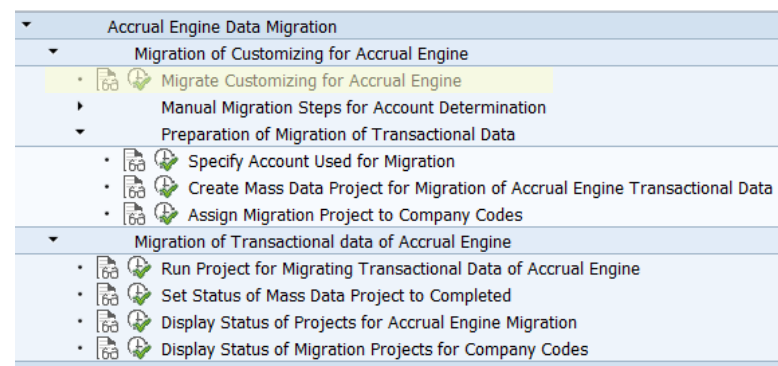 Accrual Engine Data Migration
Migration of Customizing for Accrual Engine
Migrate Customizing for Accrual Engine
Manual Migration Steps for Account Determination
Preparation of Migration of Transactional Data
Specify Account Used for Migration
Create Mass Data Project for Migration of Accrual Engine Transactional Data
Assign Migration Project to Company Codes
Migration of Transactional data of Accrual Engine
Run Project for Migrating Transactional Data of Accrual Engine
Set Status of Mass Data Project to Completed
Display Status of Projects for Accrual Engine Migration
Display Status of Migration Projects for Company Codes